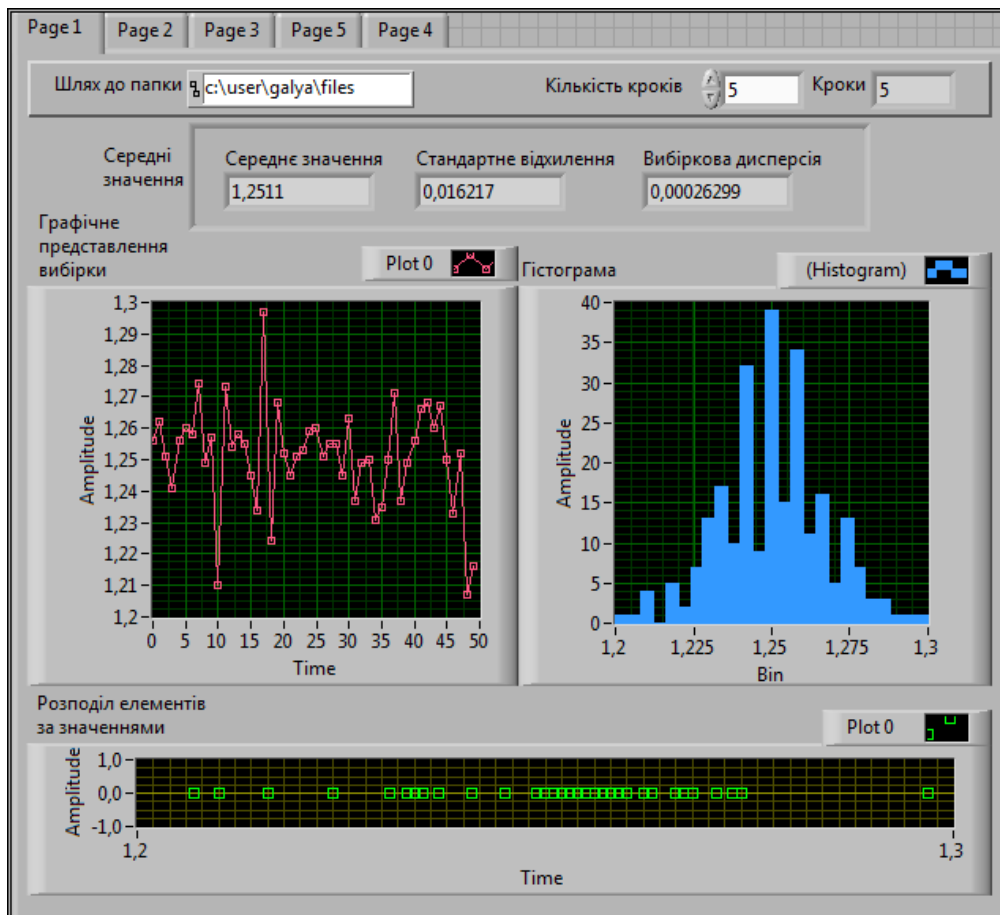 Page 1 Page 2 Page 3 Page 5 Page 4
Шлях до папки c:\user\galya\files Кількість кроків 5 Кроки 5
Середні
значення
Середнє значення Стандартне відхилення Вибіркова дисперсія
1,2511 0,016217 0,00026299
Графічне
представлення
вибірки
Plot 0
1,3
1,29
1,28
1,27
1,26
1,25
1,24
1,23
1,22
1,21
1,2
Amplitude
0 5 10 15 20 25 30 35 40 45 50
Time
Гістограма
(Histogram)
40
35
30
25
20
15
10
5
0
Amplitude
1,2 1,225 1,25 1,275 1,3
Bin
Розподіл елементів
за значеннями
Plot 0
1,0
0,0
-1,0
Amplitude
1,2 1,3
Time